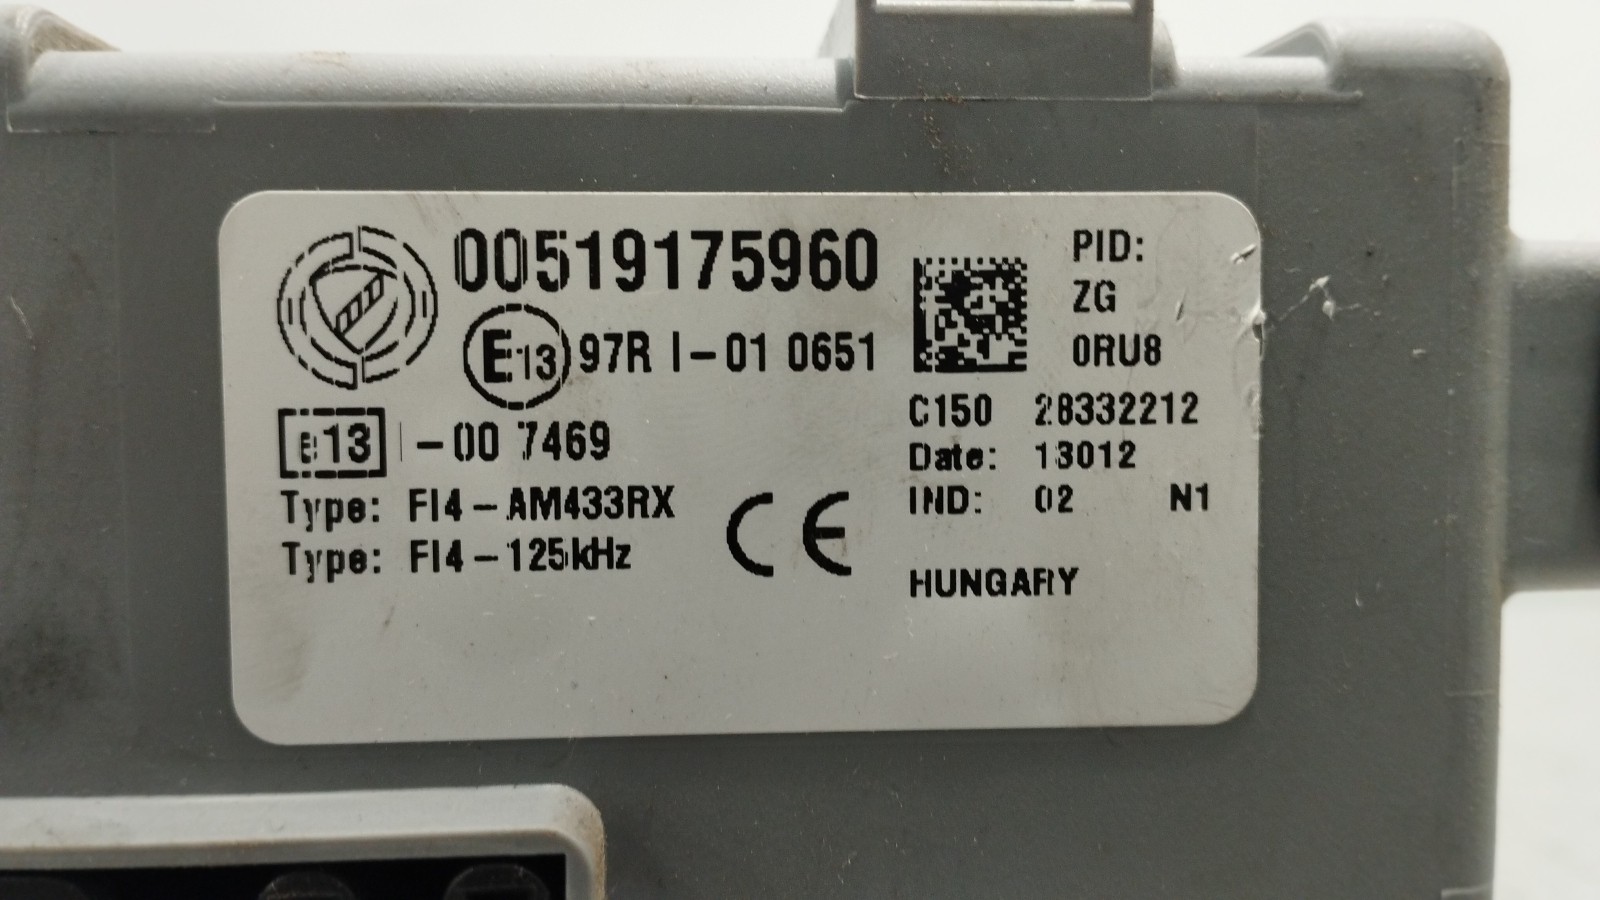 00519175960
E13 97R I-01 0651
e13 I-00 7469
Type: FI4-AM433RX
Type: FI4-125kHz
CE
PID:
ZG
0RU8
C150 28332212
Date: 13012
IND: 02 N1
HUNGARY